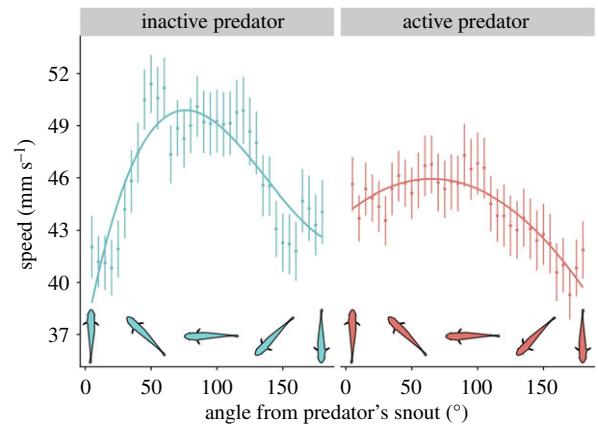 inactive predator
active predator
52
49
46
43
40
37
speed (mm s⁻¹)
0 50 100 150 0 50 100 150
angle from predator's snout (°)